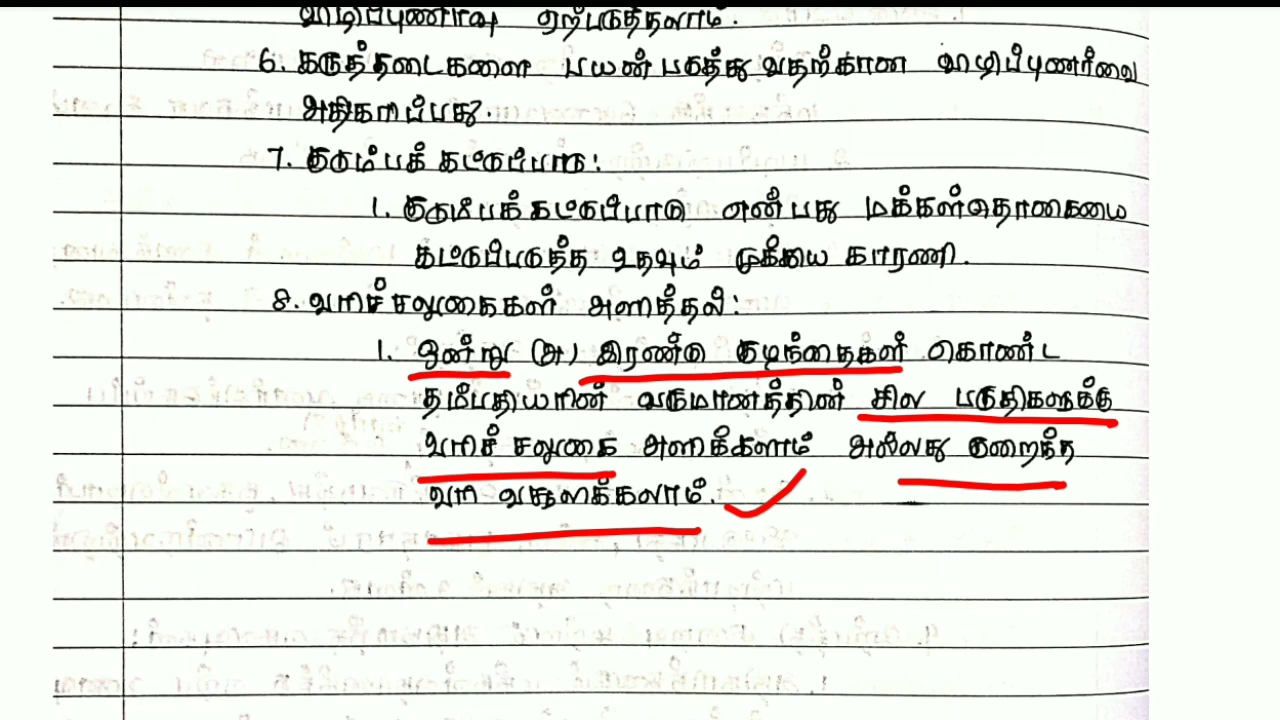 விழிப்புணர்வு ஏற்படுத்தலாம்.
6. கருத்தடைகளை பயன்படுத்துவதற்கான விழிப்புணர்வை
அதிகரிப்பது.
7. குடும்பக் கட்டுப்பாடு:
1. குடும்பக்கட்டுப்பாடு என்பது மக்கள்தொகையை
கட்டுப்படுத்த உதவும் முக்கிய காரணி.
8. வரிச்சலுகைகள் அளித்தல்:
1. ஒன்று (அ) இரண்டு குழந்தைகள் கொண்ட
தம்பதியரின் வருமானத்தின் சில பகுதிகளுக்கு
வரிச் சலுகை அளிக்களாம் அல்லது குறைந்த
வரி வசூலிக்கலாம்.